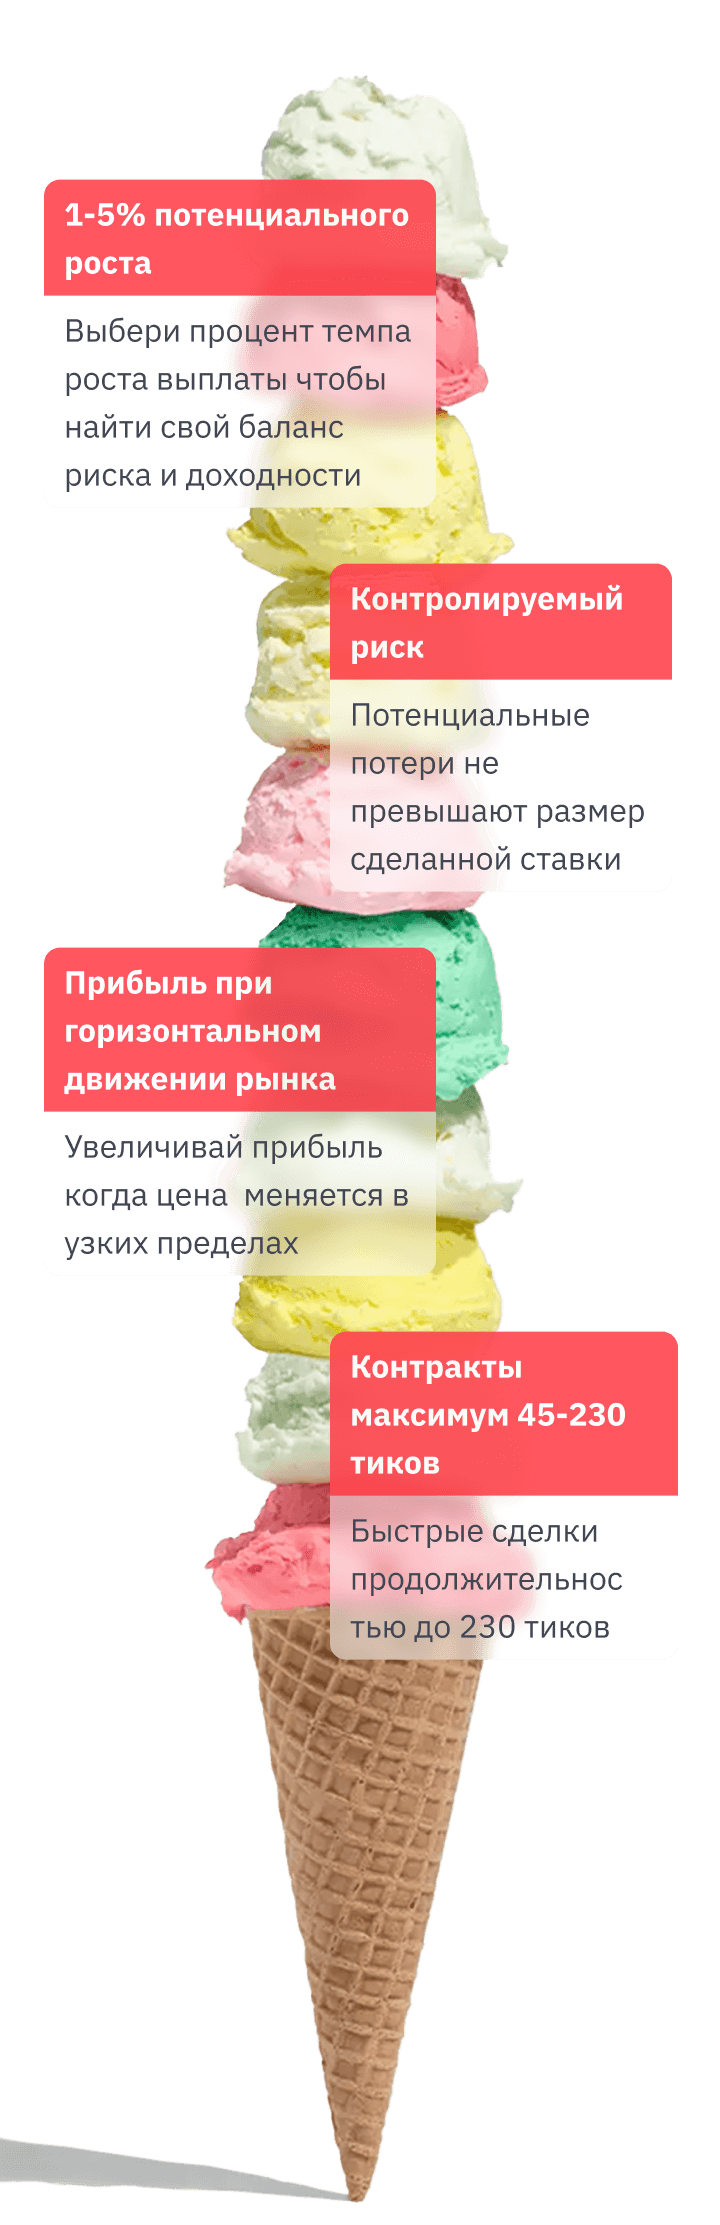 1-5% потенциального
роста
Выбери процент темпа
роста выплаты чтобы
найти свой баланс
риска и доходности
Контролируемый
риск
Потенциальные
потери не
превышают размер
сделанной ставки
Прибыль при
горизонтальном
движении рынка
Увеличивай прибыль
когда цена  меняется в
узких пределах
Контракты
максимум 45-230
тиков
Быстрые сделки
продолжительнос
тью до 230 тиков